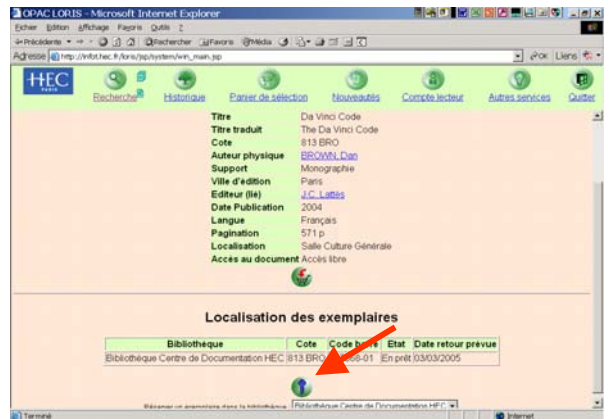 OPAC LORIS - Microsoft Internet Explorer
Fichier Edition Affichage Favoris Outils ?
Précédente Rechercher Favoris Média
Adresse http://infot.hec.fr/loris/jsp/system/win_main.jsp OK Liens
HEC PARIS
Recherche Historique Panier de sélection Nouveautés Compte lecteur Autres services Quitter
Titre Da Vinci Code
Titre traduit The Da Vinci Code
Cote 813 BRO
Auteur physique BROWN, Dan
Support Monographie
Ville d'édition Paris
Editeur (lié) J.C. Lattès
Date Publication 2004
Langue Français
Pagination 571 p
Localisation Salle Culture Générale
Accès au document Accès libre
Localisation des exemplaires
Bibliothèque Cote Code barre Etat Date retour prévue
Bibliothèque Centre de Documentation HEC 813 BRO 68-01 En prêt 03/03/2005
Réserver un exemplaire dans la bibliothèque Bibliothèque Centre de Documentation HEC
Terminé Internet